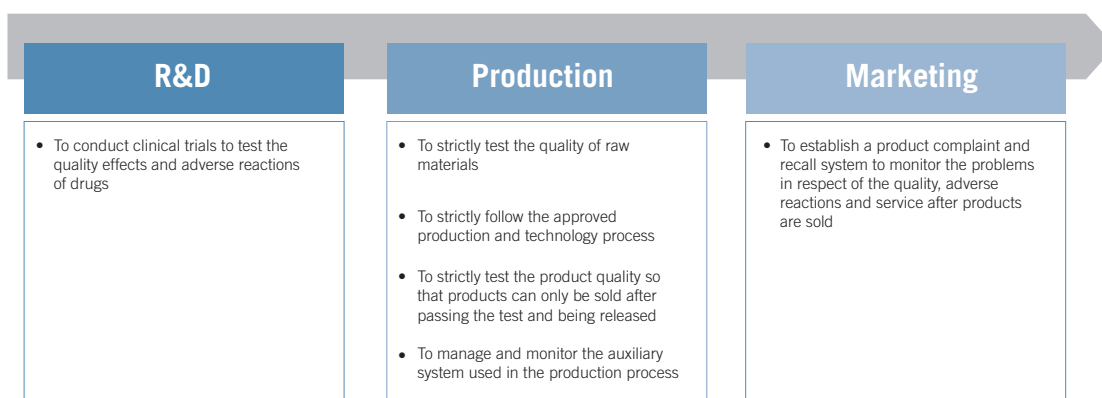 R&D
• To conduct clinical trials to test the
quality effects and adverse reactions
of drugs
Production
• To strictly test the quality of raw
materials
• To strictly follow the approved
production and technology process
• To strictly test the product quality so
that products can only be sold after
passing the test and being released
• To manage and monitor the auxiliary
system used in the production process
Marketing
• To establish a product complaint and
recall system to monitor the problems
in respect of the quality, adverse
reactions and service after products
are sold